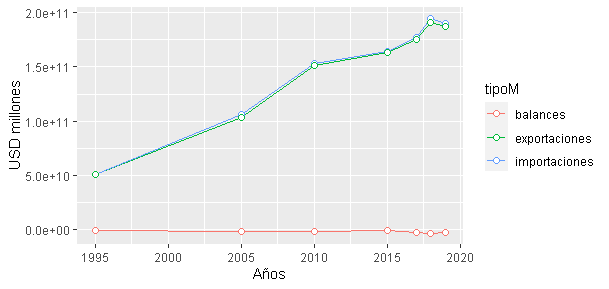 USD millones
2.0e+11
1.5e+11
1.0e+11
5.0e+10
0.0e+00
1995 2000 2005 2010 2015 2020
Años
tipoM
balances
exportaciones
importaciones